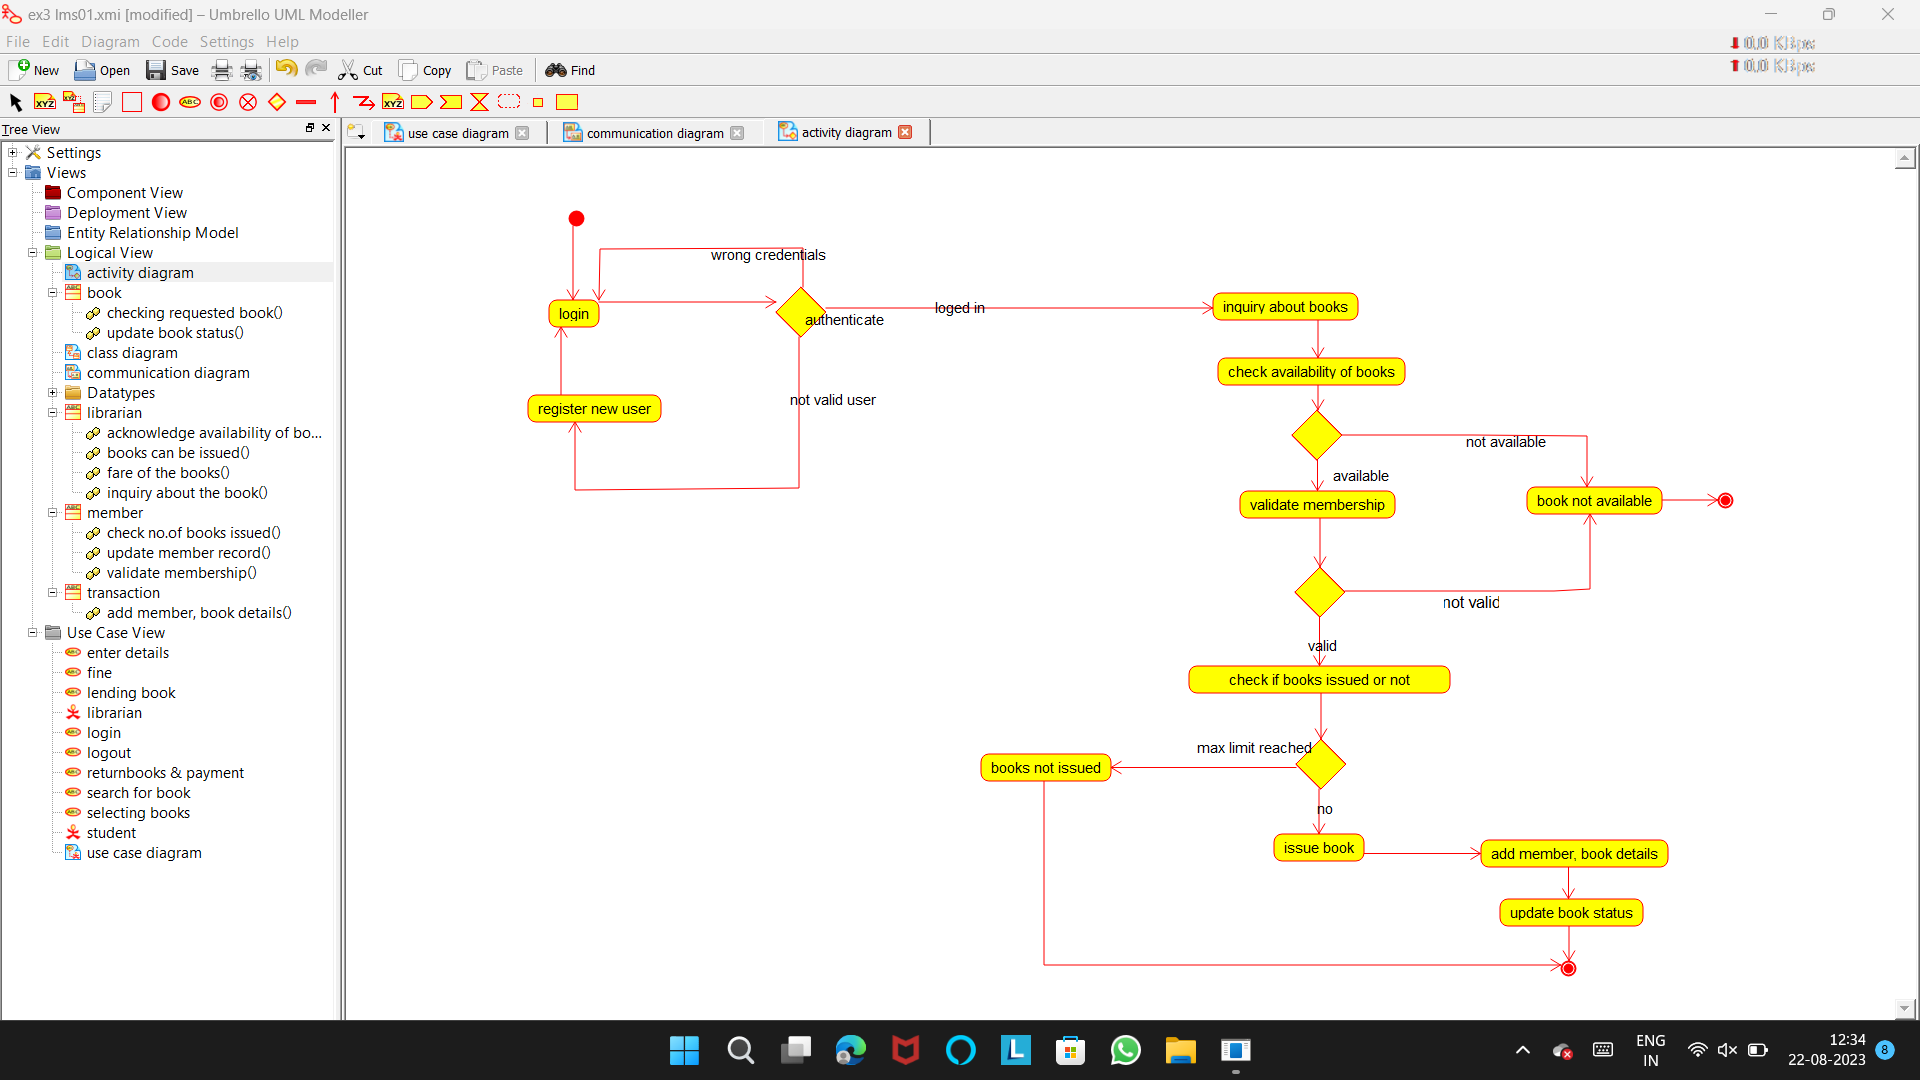 ex3 lms01.xmi [modified] – Umbrello UML Modeller
File Edit Diagram Code Settings Help
0.0 KBps
0.0 KBps
New Open Save Cut Copy Paste Find
XYZ ABC XYZ
Tree View
use case diagram
communication diagram
activity diagram
Settings
Views
Component View
Deployment View
Entity Relationship Model
Logical View
activity diagram
book
checking requested book()
update book status()
class diagram
communication diagram
Datatypes
librarian
acknowledge availability of bo...
books can be issued()
fare of the books()
inquiry about the book()
member
check no.of books issued()
update member record()
validate membership()
transaction
add member, book details()
Use Case View
enter details
fine
lending book
librarian
login
logout
returnbooks & payment
search for book
selecting books
student
use case diagram
wrong credentials
login
authenticate
loged in
inquiry about books
check availability of books
register new user
not valid user
not available
available
validate membership
book not available
not valid
valid
check if books issued or not
max limit reached
books not issued
no
issue book
add member, book details
update book status
ENG
IN
12:34
22-08-2023
8